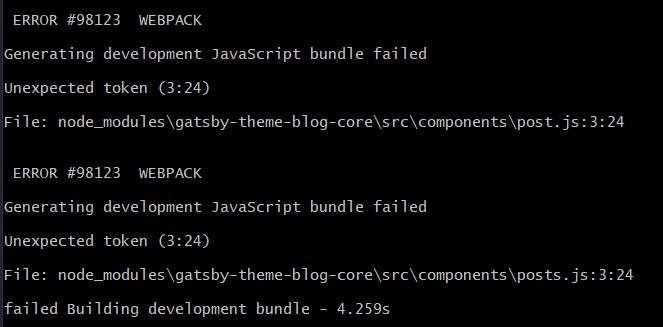 ERROR #98123  WEBPACK
Generating development JavaScript bundle failed
Unexpected token (3:24)
File: node_modules\gatsby-theme-blog-core\src\components\post.js:3:24
ERROR #98123  WEBPACK
Generating development JavaScript bundle failed
Unexpected token (3:24)
File: node_modules\gatsby-theme-blog-core\src\components\posts.js:3:24
failed Building development bundle - 4.259s